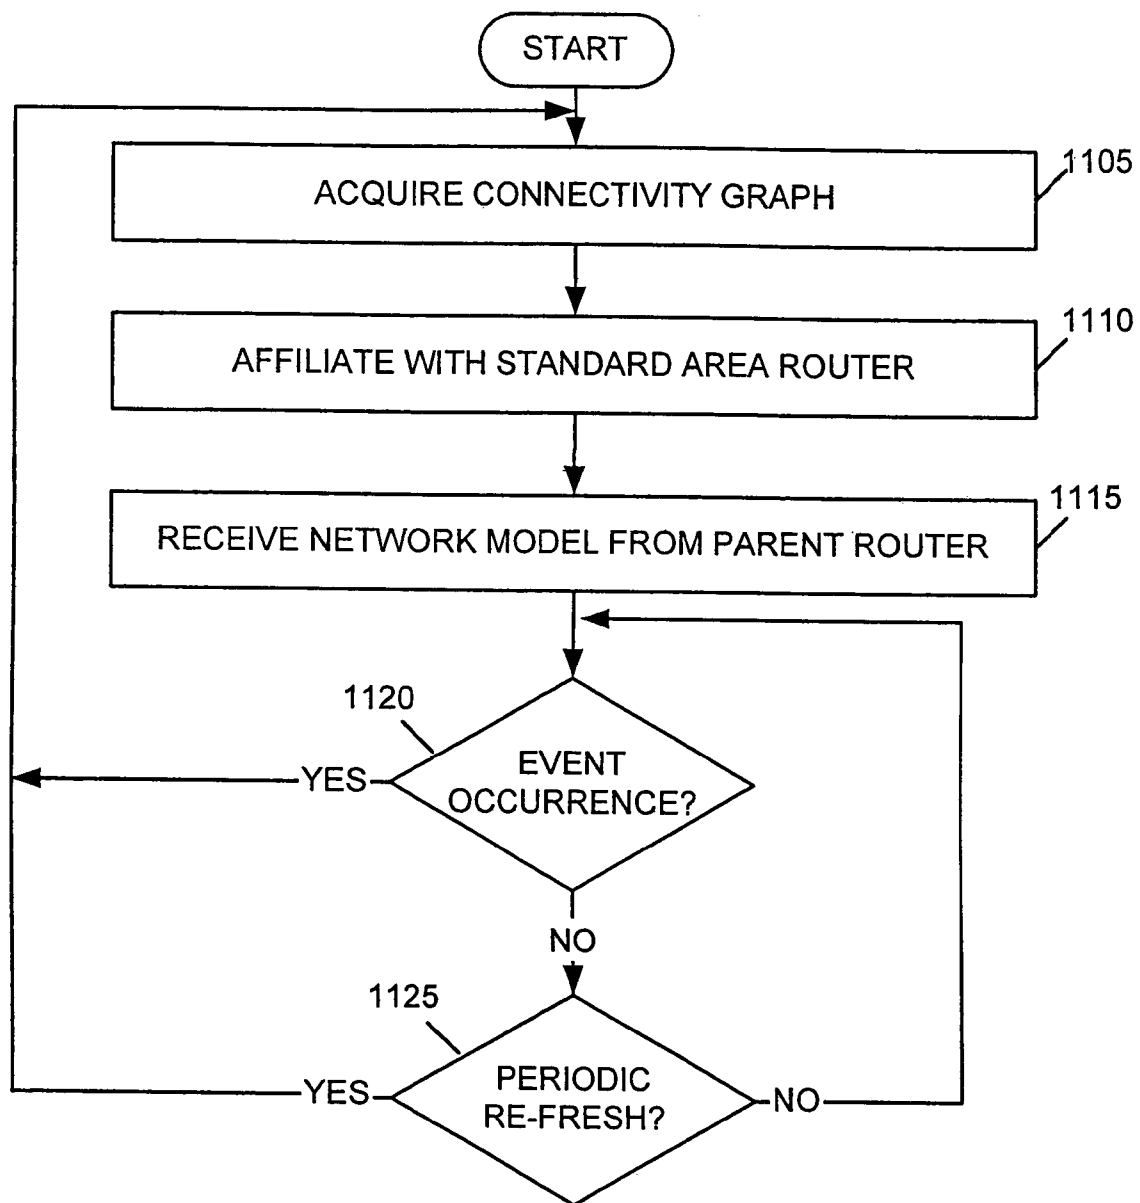 START
1105
ACQUIRE CONNECTIVITY GRAPH
1110
AFFILIATE WITH STANDARD AREA ROUTER
1115
RECEIVE NETWORK MODEL FROM PARENT ROUTER
1120
EVENT
OCCURRENCE?
YES
NO
1125
PERIODIC
RE-FRESH?
YES
NO